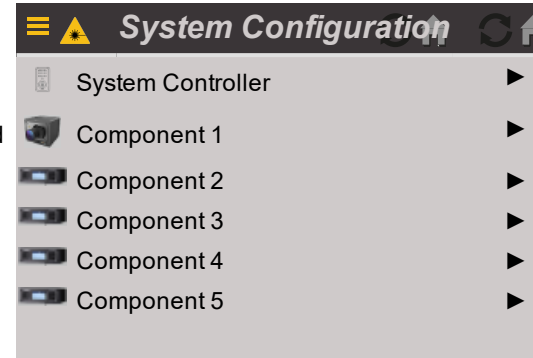 System Configuration
System Controller
Component 1
Component 2
Component 3
Component 4
Component 5